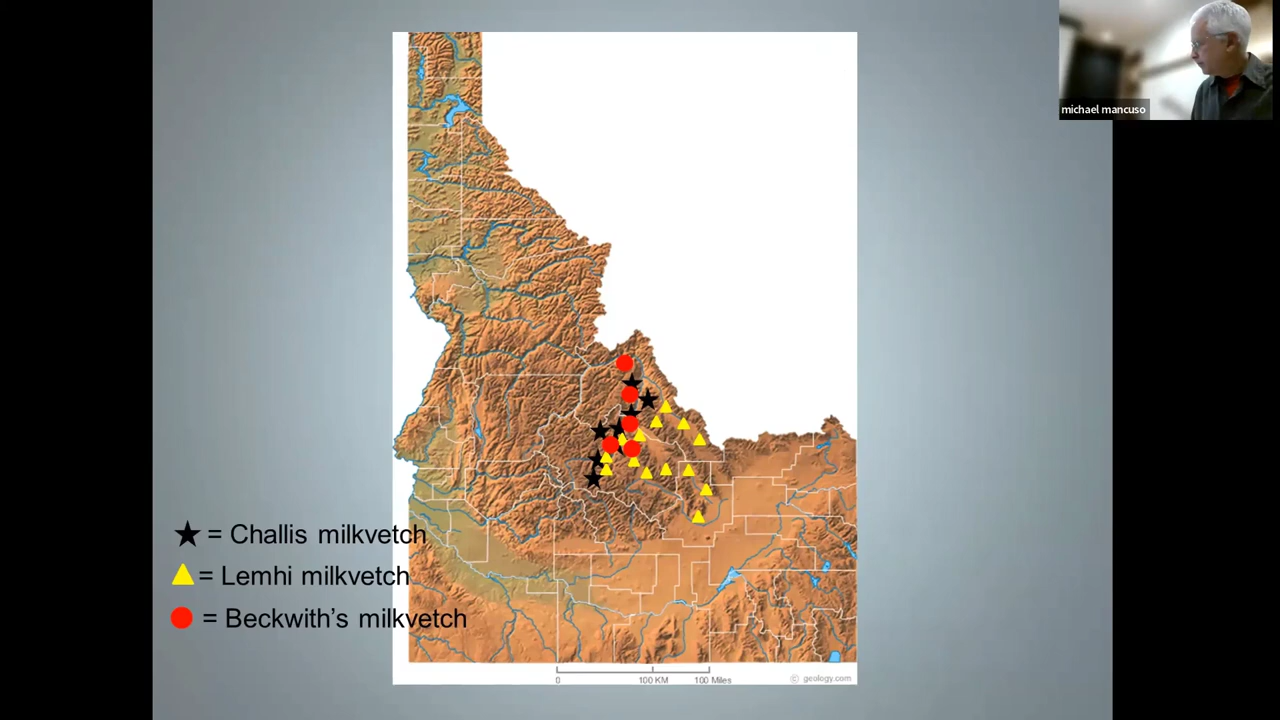 michael mancuso
= Challis milkvetch
= Lemhi milkvetch
= Beckwith’s milkvetch
0 100 KM 100 Miles
© geology.com